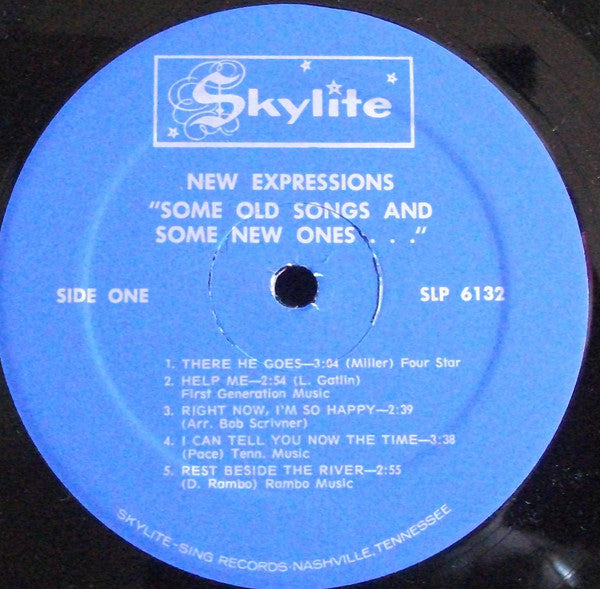 Skylite
NEW EXPRESSIONS
"SOME OLD SONGS AND
SOME NEW ONES . . ."
SIDE ONE
SLP 6132
1. THERE HE GOES—3:04 (Miller) Four Star
2. HELP ME—2:54 (L. Gatlin)
First Generation Music
3. RIGHT NOW, I'M SO HAPPY—2:39
(Arr. Bob Scrivner)
4. I CAN TELL YOU NOW THE TIME—3:38
(Pace) Tenn. Music
5. REST BESIDE THE RIVER—2:55
(D. Rambo) Rambo Music
SKYLITE-SING RECORDS-NASHVILLE, TENNESSEE